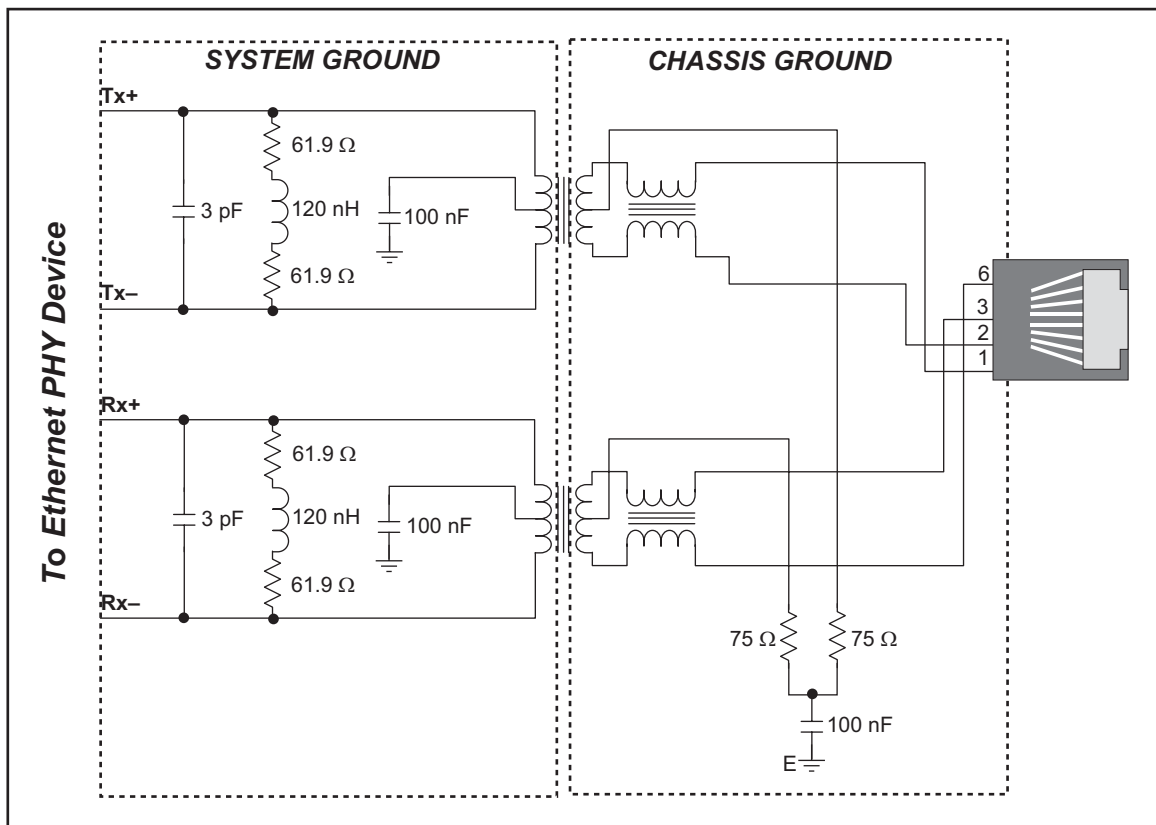 SYSTEM GROUND
CHASSIS GROUND
To Ethernet PHY Device
Tx+
61.9 Ω
3 pF
120 nH
100 nF
61.9 Ω
Tx–
6
3
2
1
Rx+
61.9 Ω
3 pF
120 nH
100 nF
61.9 Ω
Rx–
75 Ω
75 Ω
100 nF
E